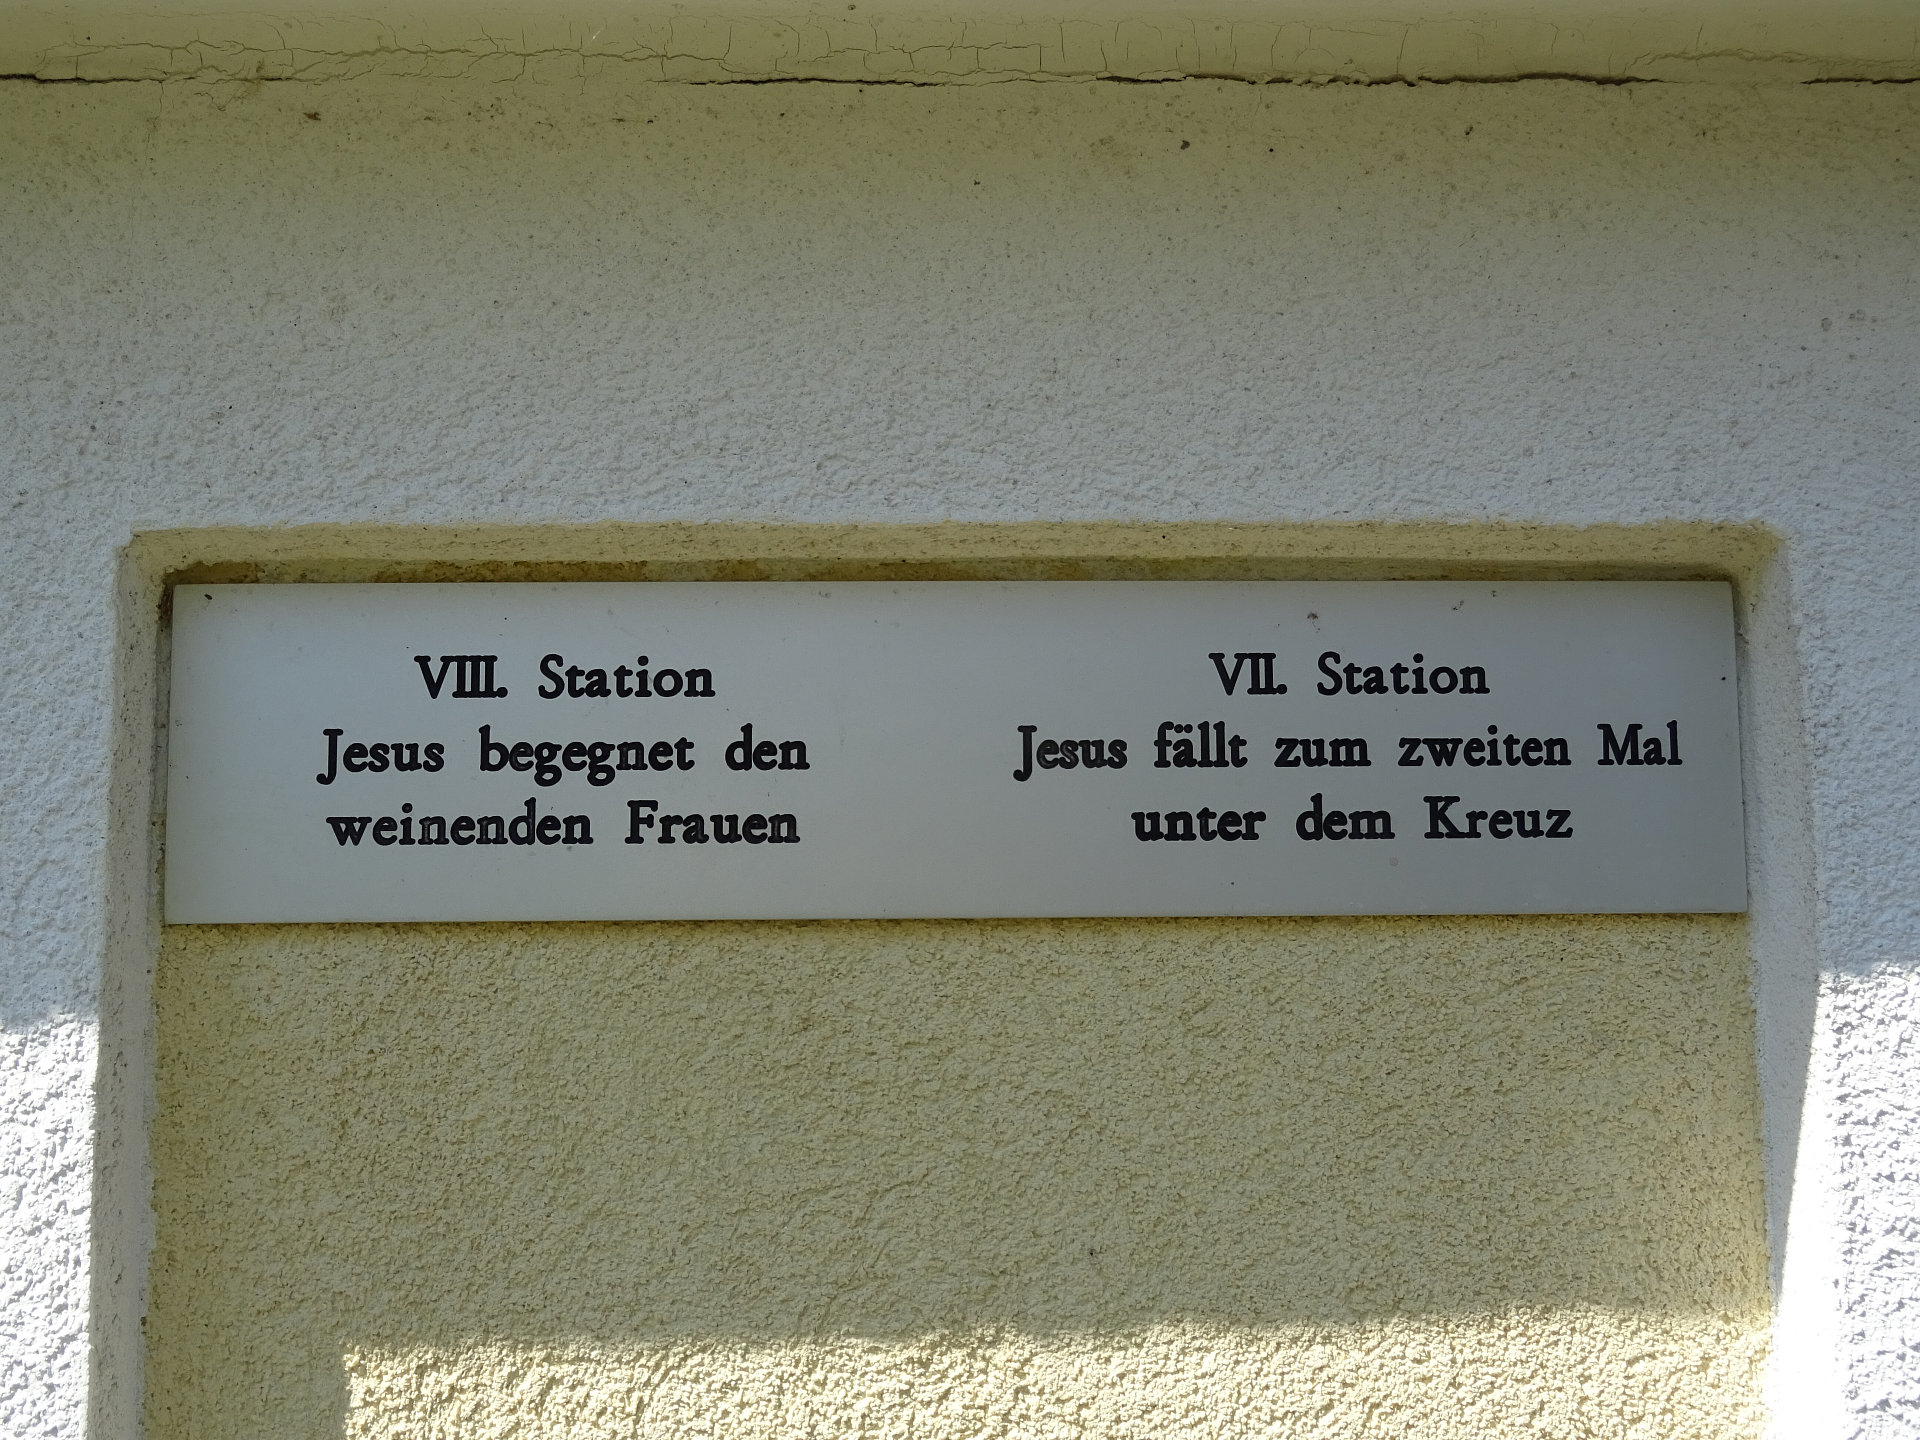 VIII. Station
Jesus begegnet den
weinenden Frauen
VII. Station
Jesus fällt zum zweiten Mal
unter dem Kreuz